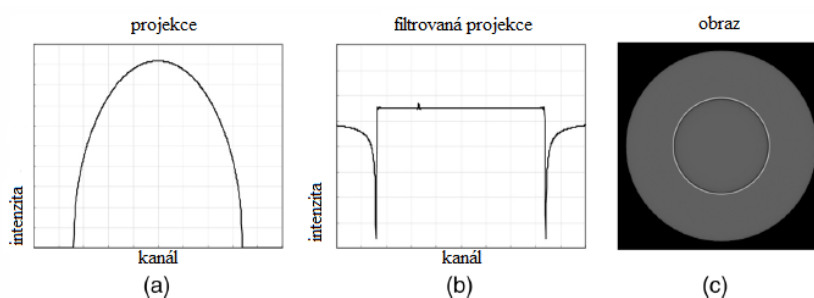 projekce
filtrovaná projekce
obraz
intenzita
intenzita
kanál
kanál
(a)
(b)
(c)